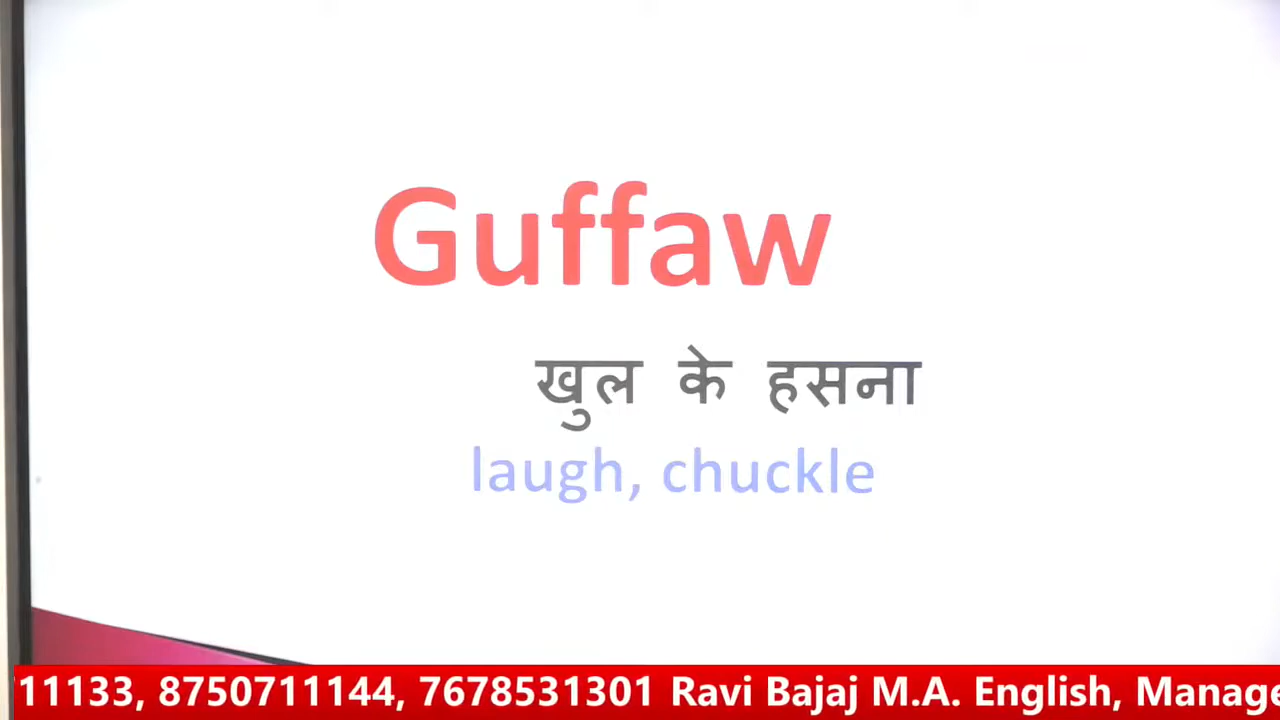 Guffaw
खुल के हसना
laugh, chuckle
11133, 8750711144, 7678531301 Ravi Bajaj M.A. English, Manage